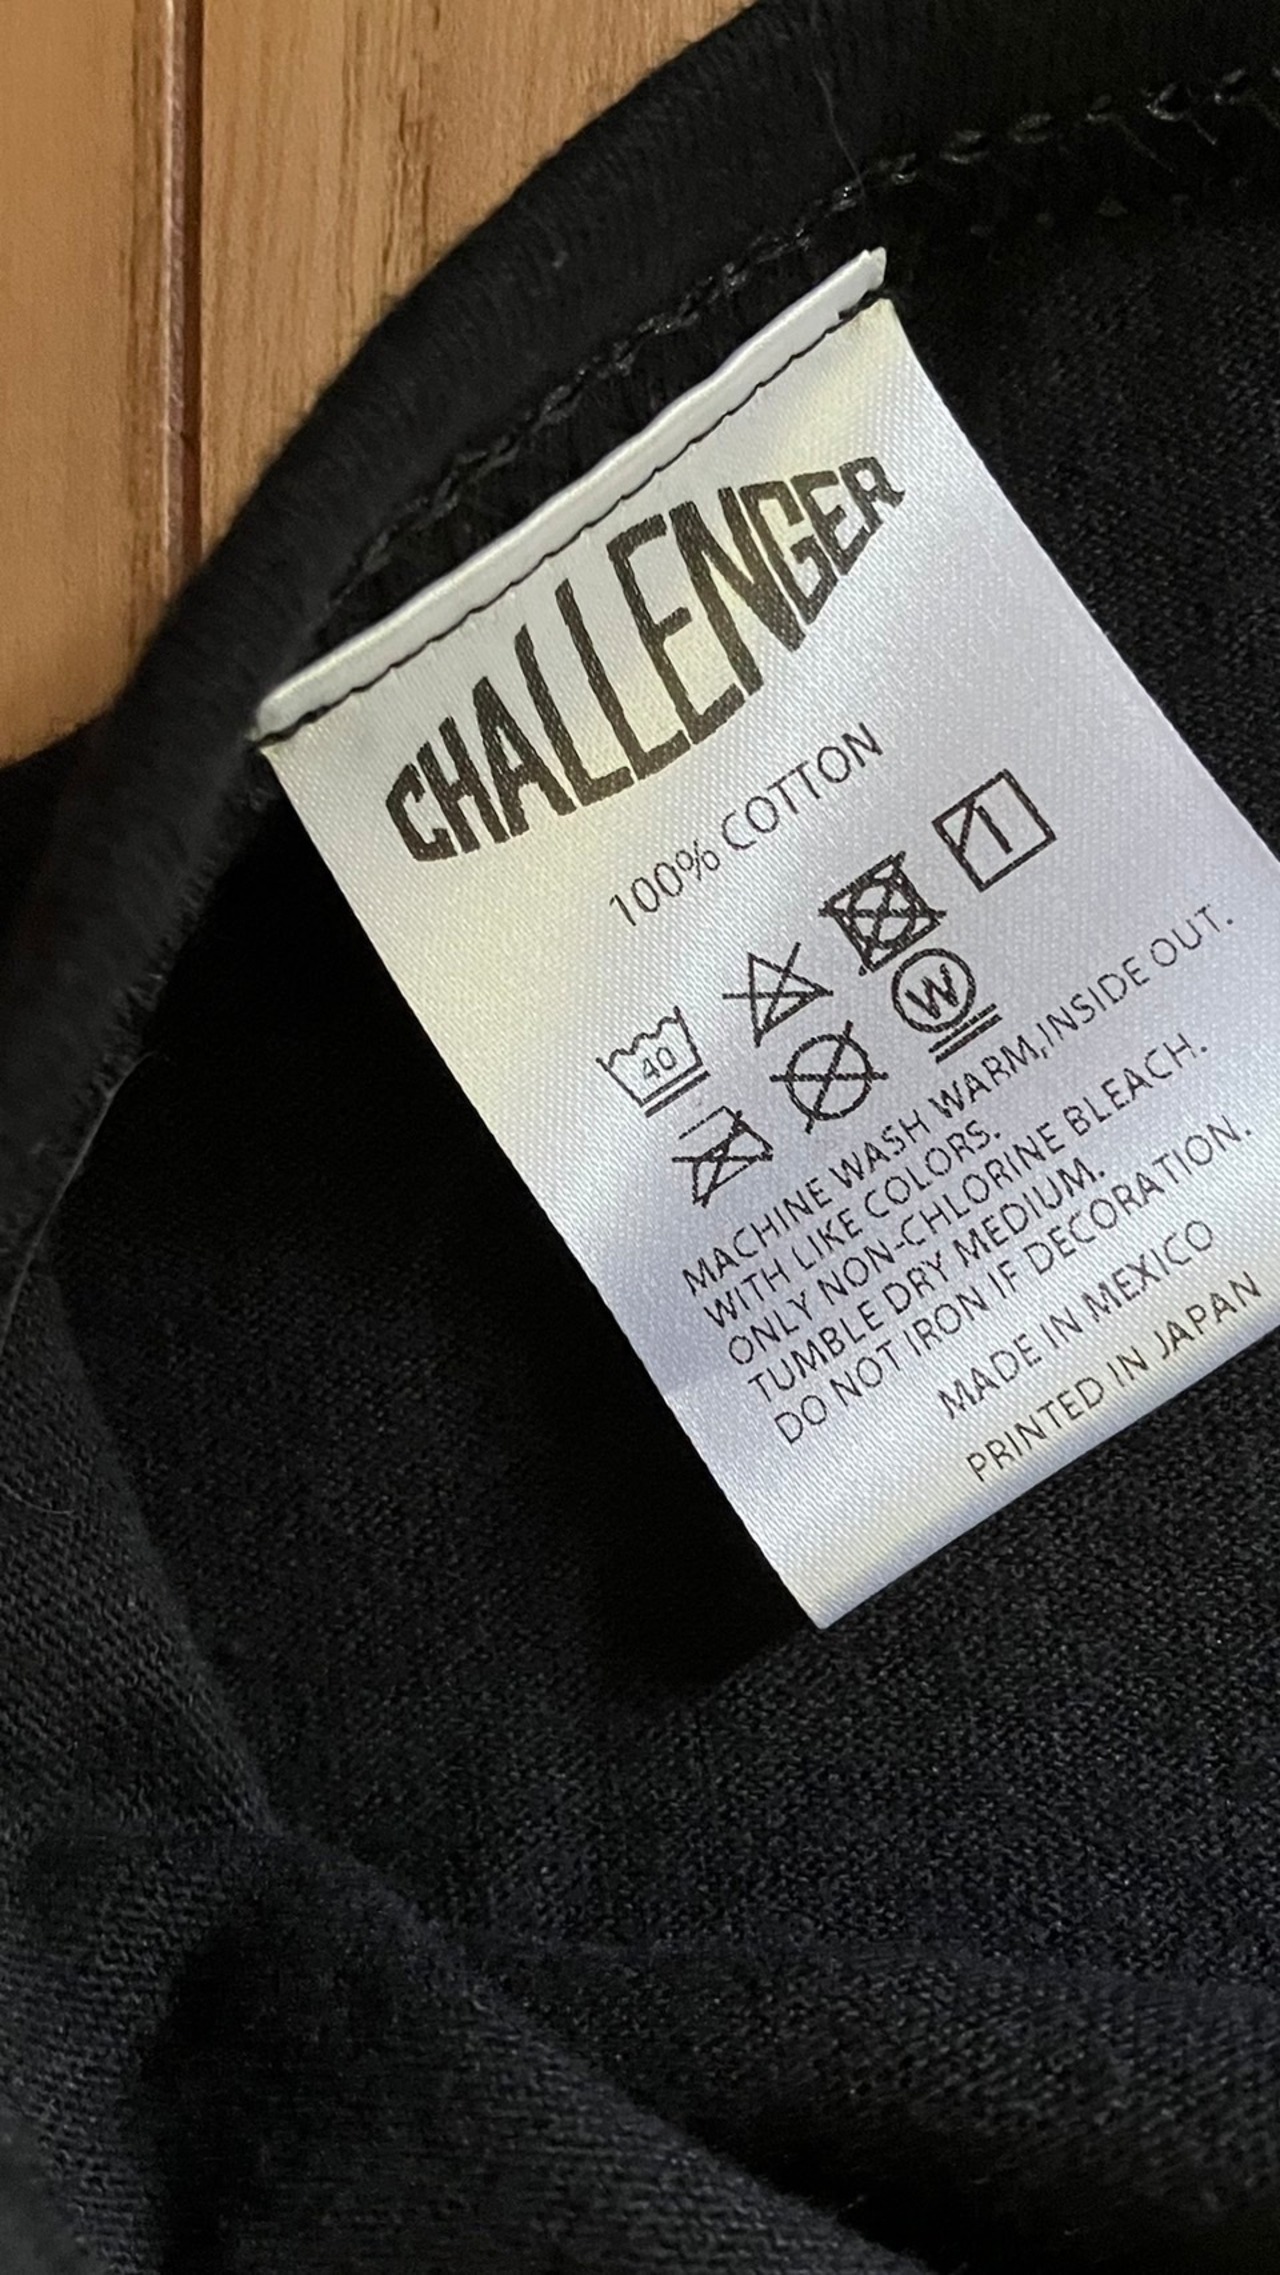 CHALLENGER
100% COTTON
40
W
MACHINE WASH WARM,INSIDE OUT.
WITH LIKE COLORS.
ONLY NON-CHLORINE BLEACH.
TUMBLE DRY MEDIUM.
DO NOT IRON IF DECORATION.
MADE IN MEXICO
PRINTED IN JAPAN